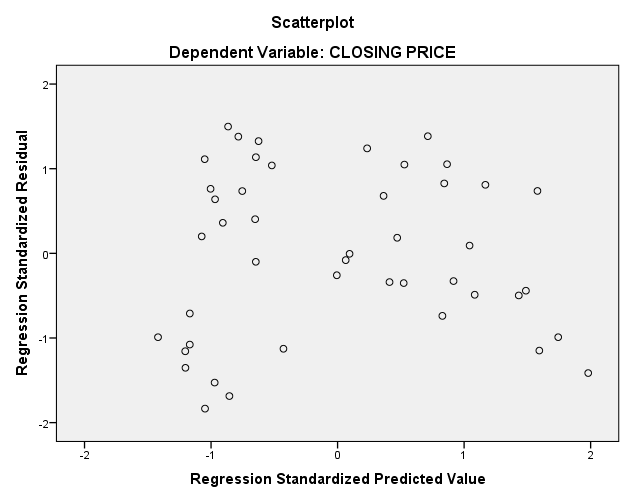 Scatterplot
Dependent Variable: CLOSING PRICE
Regression Standardized Residual
2
1
0
-1
-2
-2 -1 0 1 2
Regression Standardized Predicted Value